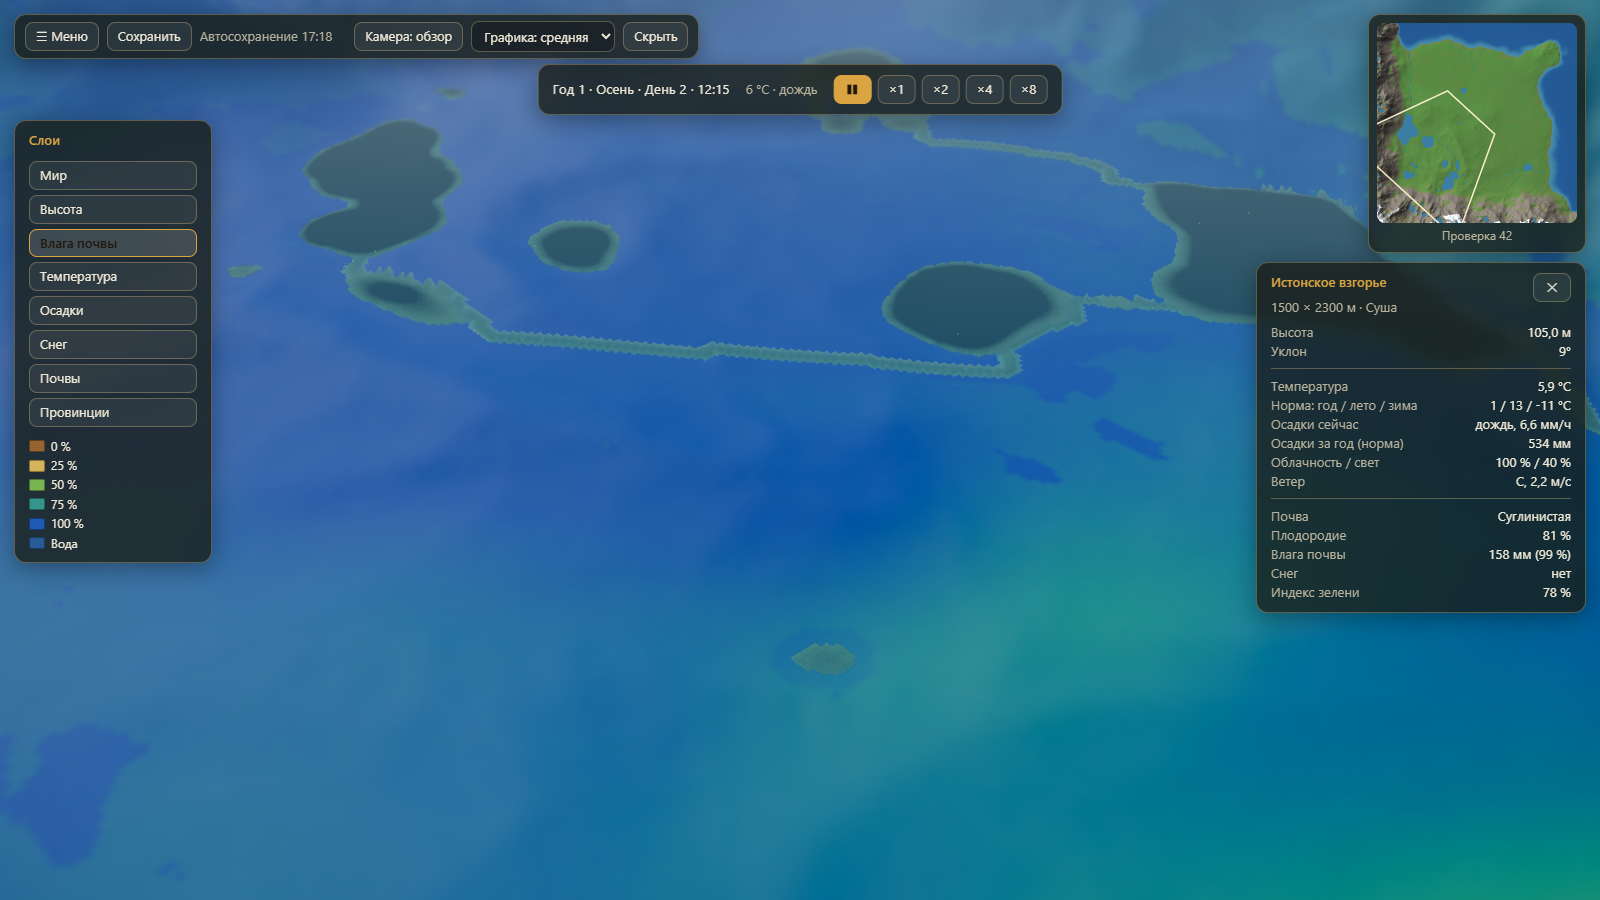 ☰ Меню Сохранить Автосохранение 17:18 Камера: обзор Графика: средняя Скрыть
Год 1 · Осень · День 2 · 12:15 6 °C · дождь ×1 ×2 ×4 ×8
Слои
Мир
Высота
Влага почвы
Температура
Осадки
Снег
Почвы
Провинции
0 %
25 %
50 %
75 %
100 %
Вода
Проверка 42
Истонское взгорье ×
1500 × 2300 м · Суша
Высота 105,0 м
Уклон 9°
Температура 5,9 °C
Норма: год / лето / зима 1 / 13 / -11 °C
Осадки сейчас дождь, 6,6 мм/ч
Осадки за год (норма) 534 мм
Облачность / свет 100 % / 40 %
Ветер С, 2,2 м/с
Почва Суглинистая
Плодородие 81 %
Влага почвы 158 мм (99 %)
Снег нет
Индекс зелени 78 %